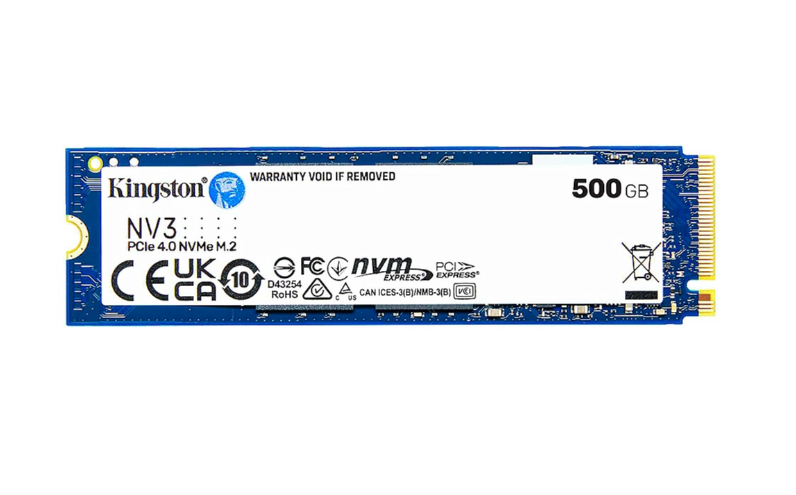 Kingston
WARRANTY VOID IF REMOVED
500 GB
NV3
PCIe 4.0 NVMe M.2
CE UK CA 10
D43254
RoHS
FC
C US
nvm EXPRESS®
PCI EXPRESS®
CAN ICES-3(B)/NMB-3(B)